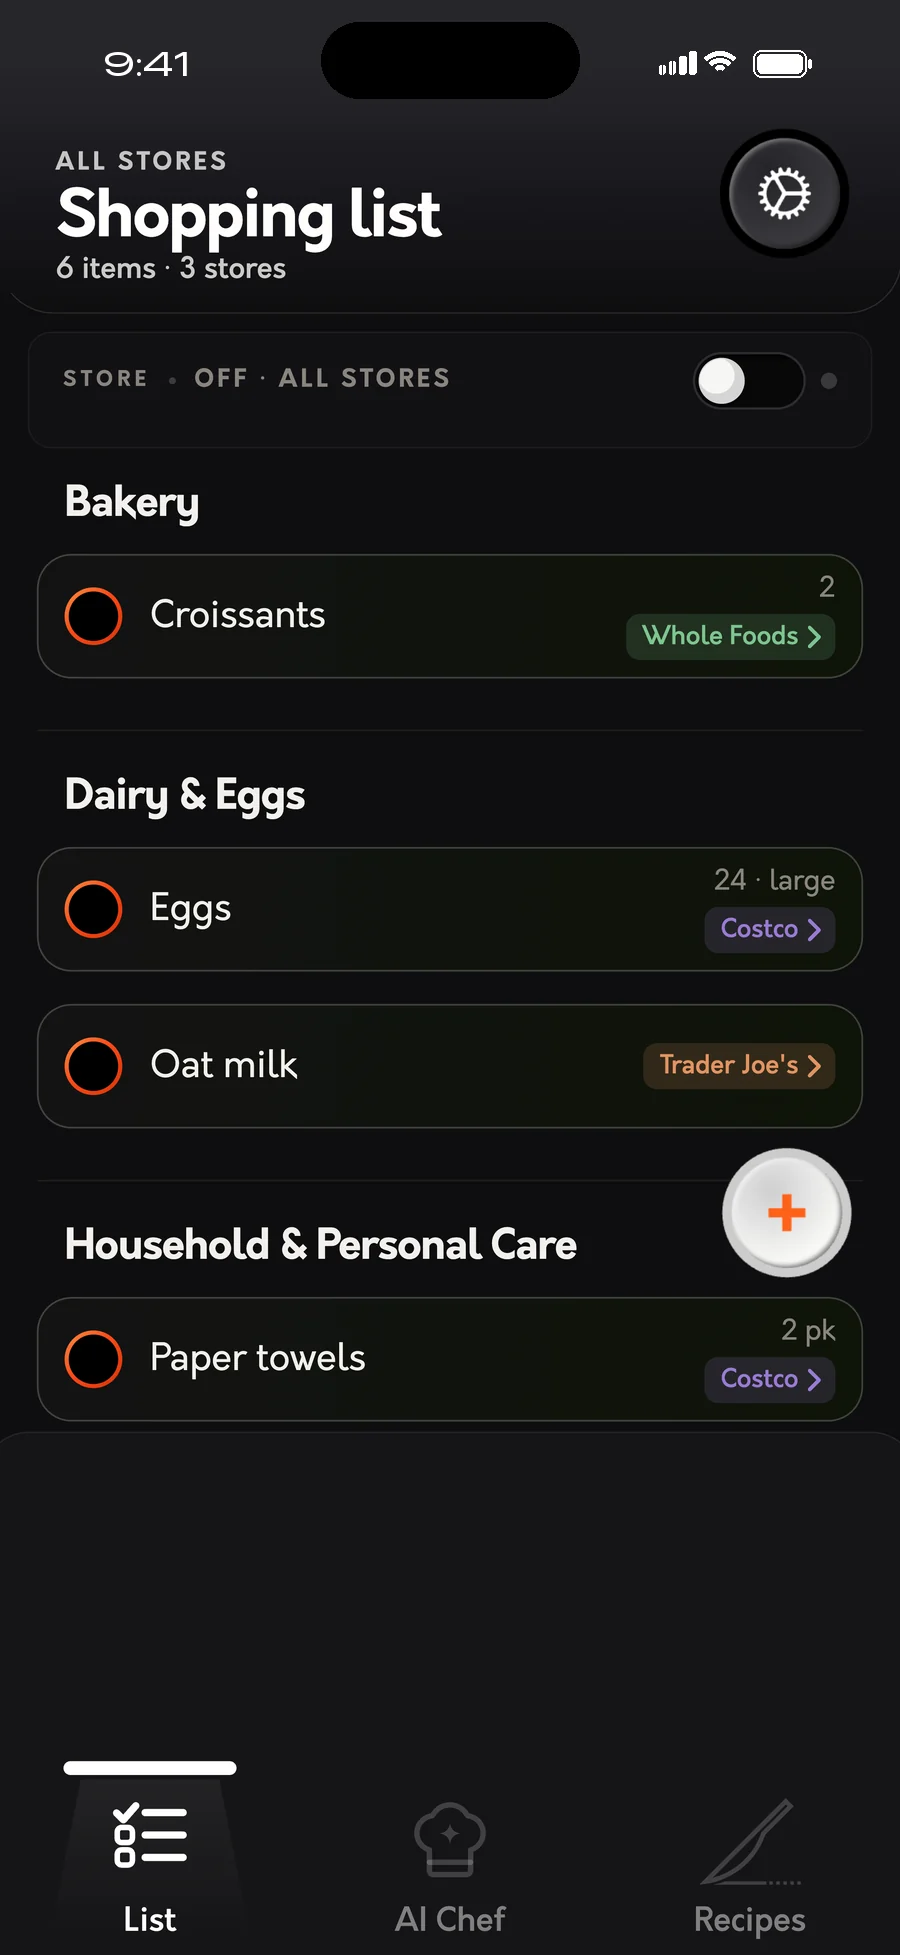 9:41
ALL STORES
Shopping list
6 items · 3 stores
STORE • OFF · ALL STORES
Bakery
Croissants
2
Whole Foods
Dairy & Eggs
Eggs
24 · large
Costco
Oat milk
Trader Joe's
Household & Personal Care
Paper towels
2 pk
Costco
List
AI Chef
Recipes